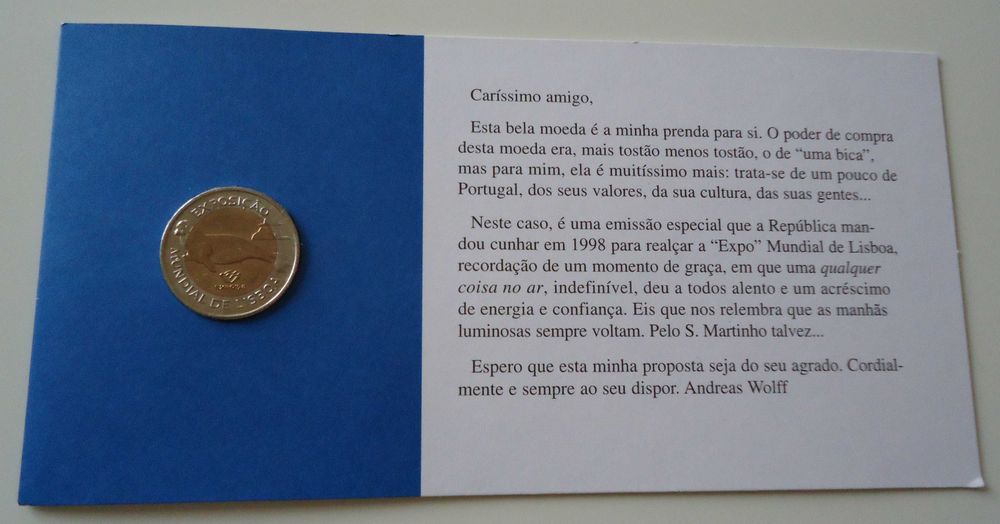 EXPOSIÇÃO
MUNDIAL DE LISBOA
Caríssimo amigo,
Esta bela moeda é a minha prenda para si. O poder de compra
desta moeda era, mais tostão menos tostão, o de “uma bica”,
mas para mim, ela é muitíssimo mais: trata-se de um pouco de
Portugal, dos seus valores, da sua cultura, das suas gentes...
Neste caso, é uma emissão especial que a República man-
dou cunhar em 1998 para realçar a “Expo” Mundial de Lisboa,
recordação de um momento de graça, em que uma qualquer
coisa no ar, indefinível, deu a todos alento e um acréscimo
de energia e confiança. Eis que nos relembra que as manhãs
luminosas sempre voltam. Pelo S. Martinho talvez...
Espero que esta minha proposta seja do seu agrado. Cordial-
mente e sempre ao seu dispor. Andreas Wolff